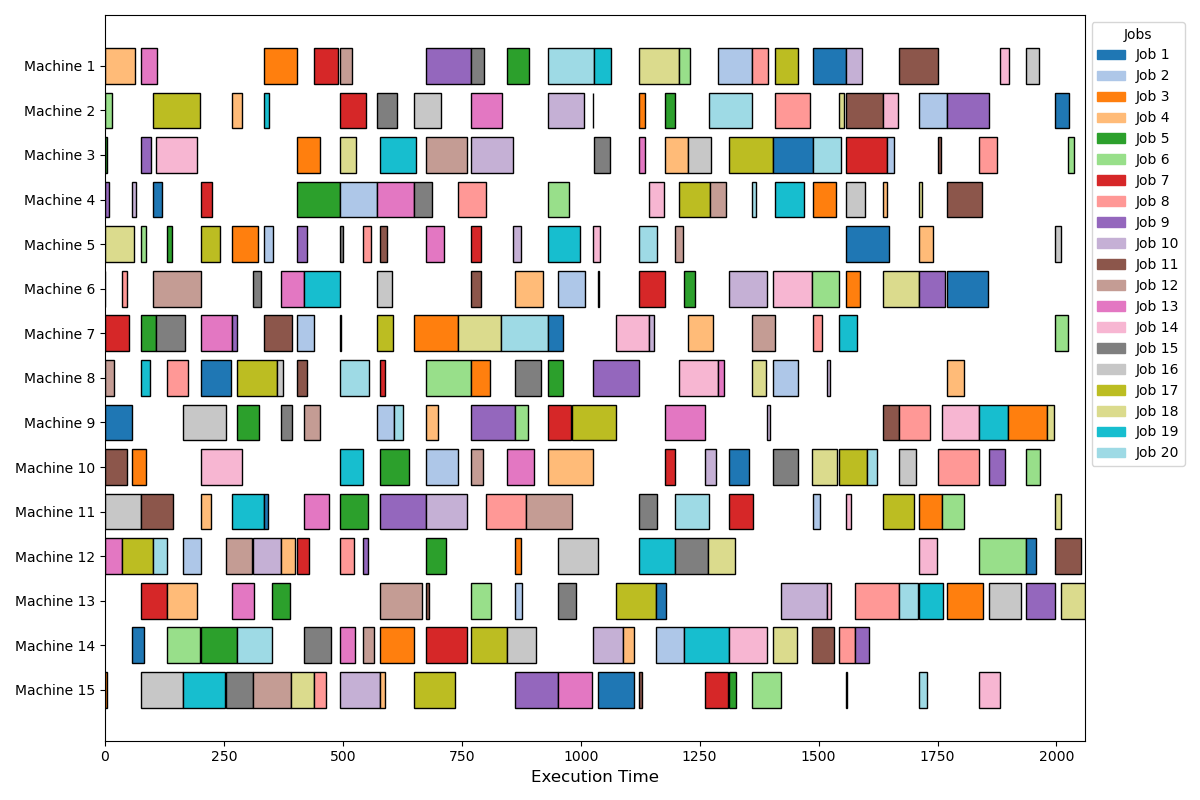 Jobs
Machine 1
Machine 2
Machine 3
Machine 4
Machine 5
Machine 6
Machine 7
Machine 8
Machine 9
Machine 10
Machine 11
Machine 12
Machine 13
Machine 14
Machine 15
Job 1
Job 2
Job 3
Job 4
Job 5
Job 6
Job 7
Job 8
Job 9
Job 10
Job 11
Job 12
Job 13
Job 14
Job 15
Job 16
Job 17
Job 18
Job 19
Job 20
0 250 500 750 1000 1250 1500 1750 2000
Execution Time